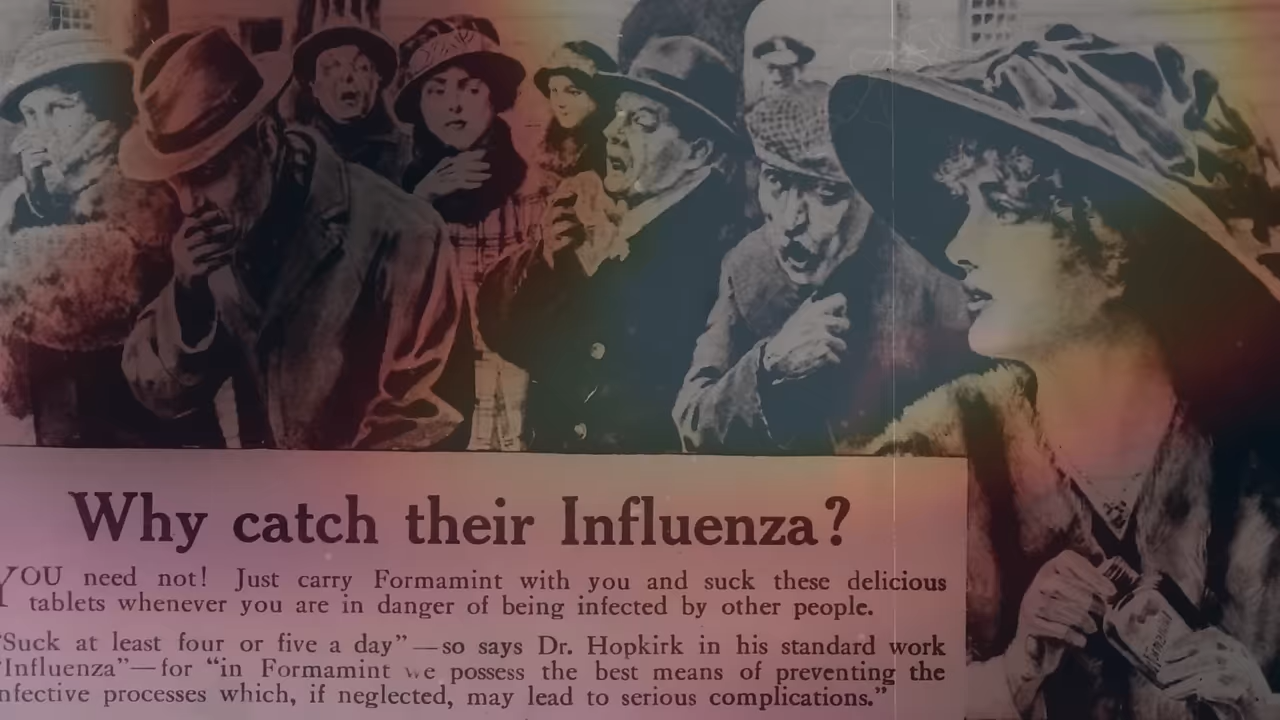 Why catch their Influenza?
YOU need not! Just carry Formamint with you and suck these delicious
tablets whenever you are in danger of being infected by other people.
"Suck at least four or five a day"—so says Dr. Hopkirk in his standard work
"Influenza"—for "in Formamint we possess the best means of preventing the
infective processes which, if neglected, may lead to serious complications."
Formamint